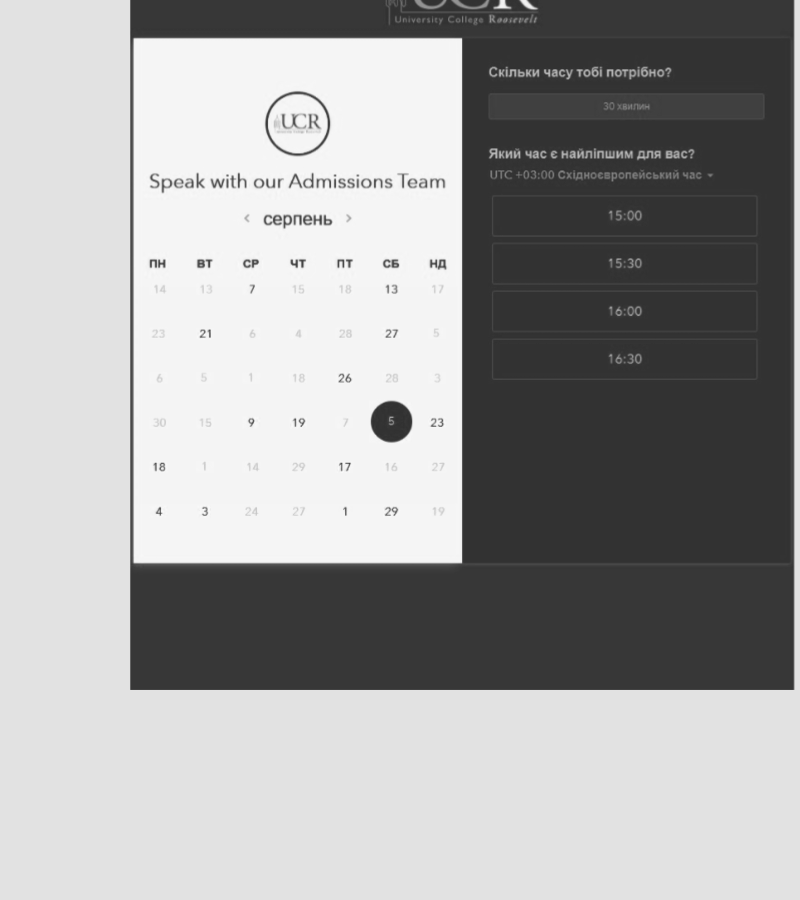 UCR
University College Roosevelt
UCR
Speak with our Admissions Team
< серпень >
ПН ВТ СР ЧТ ПТ СБ НД
14 13 7 15 18 13 17
23 21 6 4 28 27 5
6 5 1 18 26 28 3
30 15 9 19 7 5 23
18 1 14 29 17 16 27
4 3 24 27 1 29 19
Скільки часу тобі потрібно?
30 хвилин
Який час є найліпшим для вас?
UTC +03:00 Східноєвропейський час
15:00
15:30
16:00
16:30